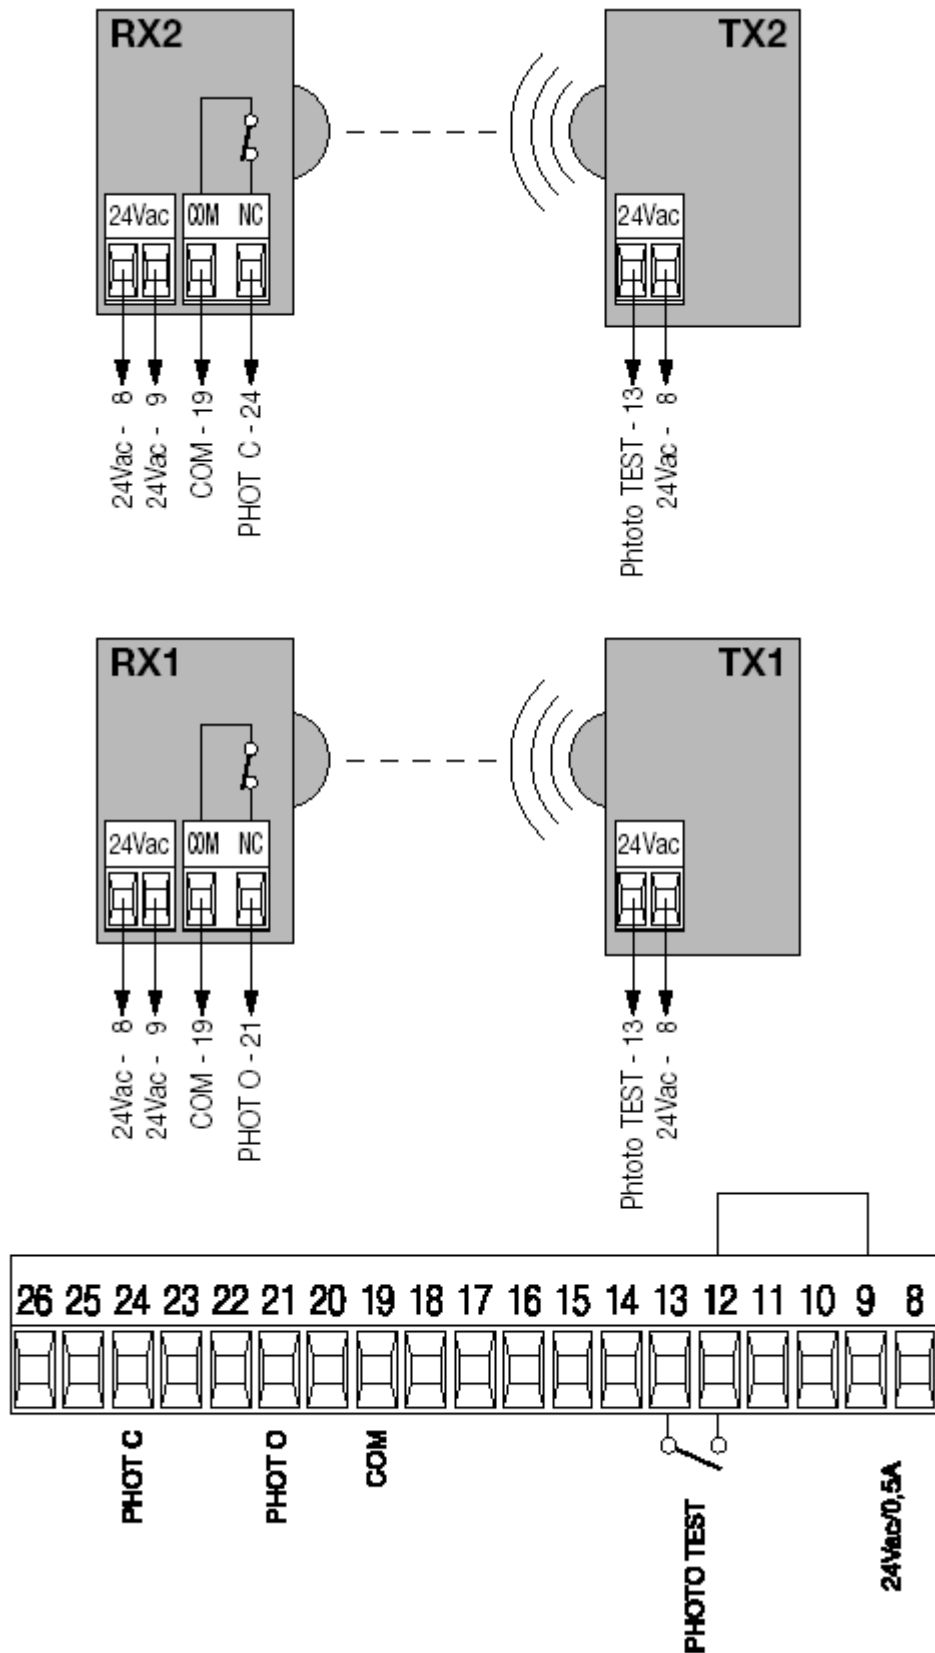 RX2
TX2
24Vac COM NC
24Vac
24Vac - 8
24Vac - 9
COM - 19
PHOT C - 24
Phtoto TEST - 13
24Vac - 8
RX1
TX1
24Vac COM NC
24Vac
24Vac - 8
24Vac - 9
COM - 19
PHOT O - 21
Phtoto TEST - 13
24Vac - 8
26 25 24 23 22 21 20 19 18 17 16 15 14 13 12 11 10 9 8
PHOT C
PHOT O
COM
PHOTO TEST
24Vac/0,5A